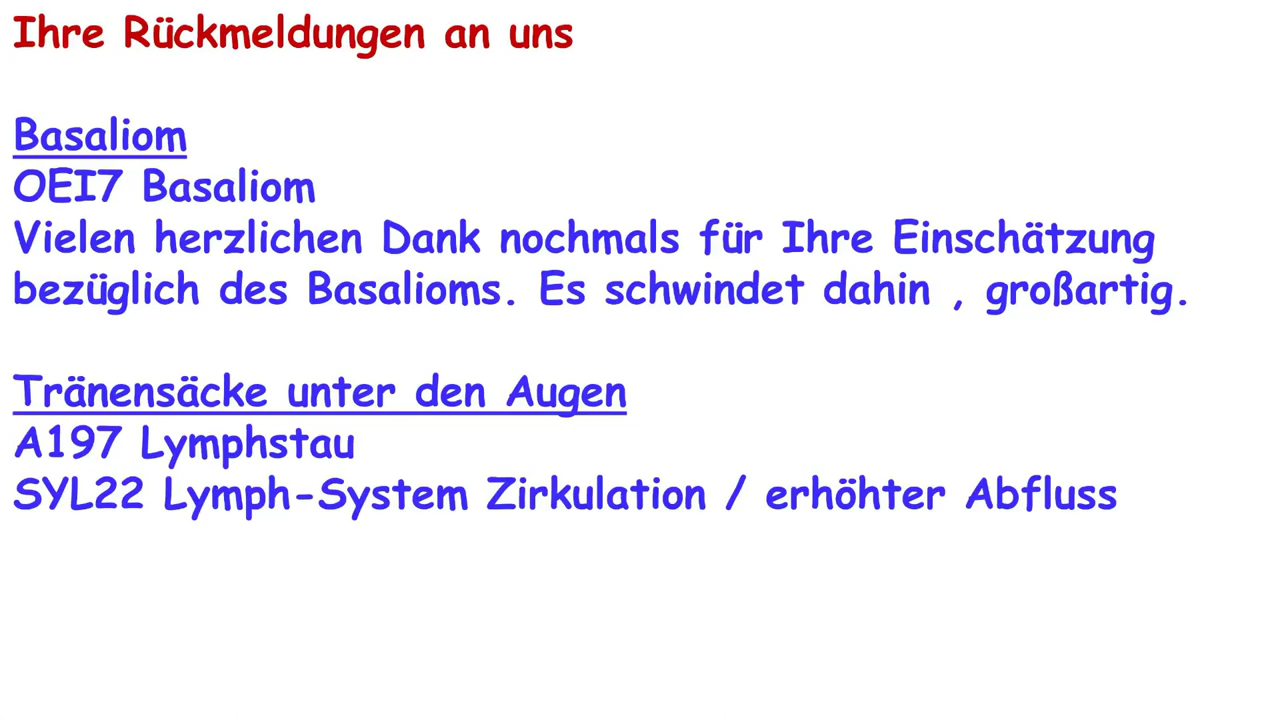 Ihre Rückmeldungen an uns
Basaliom
OEI7 Basaliom
Vielen herzlichen Dank nochmals für Ihre Einschätzung
bezüglich des Basalioms. Es schwindet dahin , großartig.
Tränensäcke unter den Augen
A197 Lymphstau
SYL22 Lymph-System Zirkulation / erhöhter Abfluss